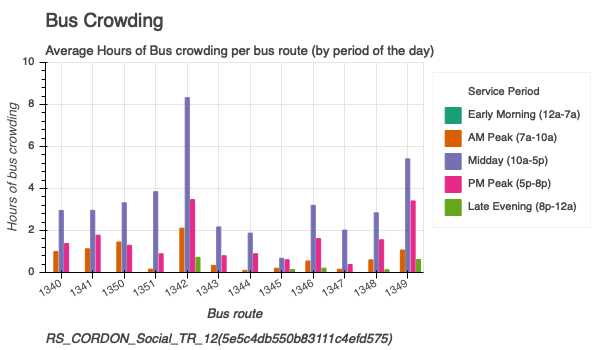 Bus Crowding
Average Hours of Bus crowding per bus route (by period of the day)
10
8
6
4
2
0
Hours of bus crowding
1340
1341
1350
1351
1342
1343
1344
1345
1346
1347
1348
1349
Bus route
Service Period
Early Morning (12a-7a)
AM Peak (7a-10a)
Midday (10a-5p)
PM Peak (5p-8p)
Late Evening (8p-12a)
RS_CORDON_Social_TR_12(5e5c4db550b83111c4efd575)